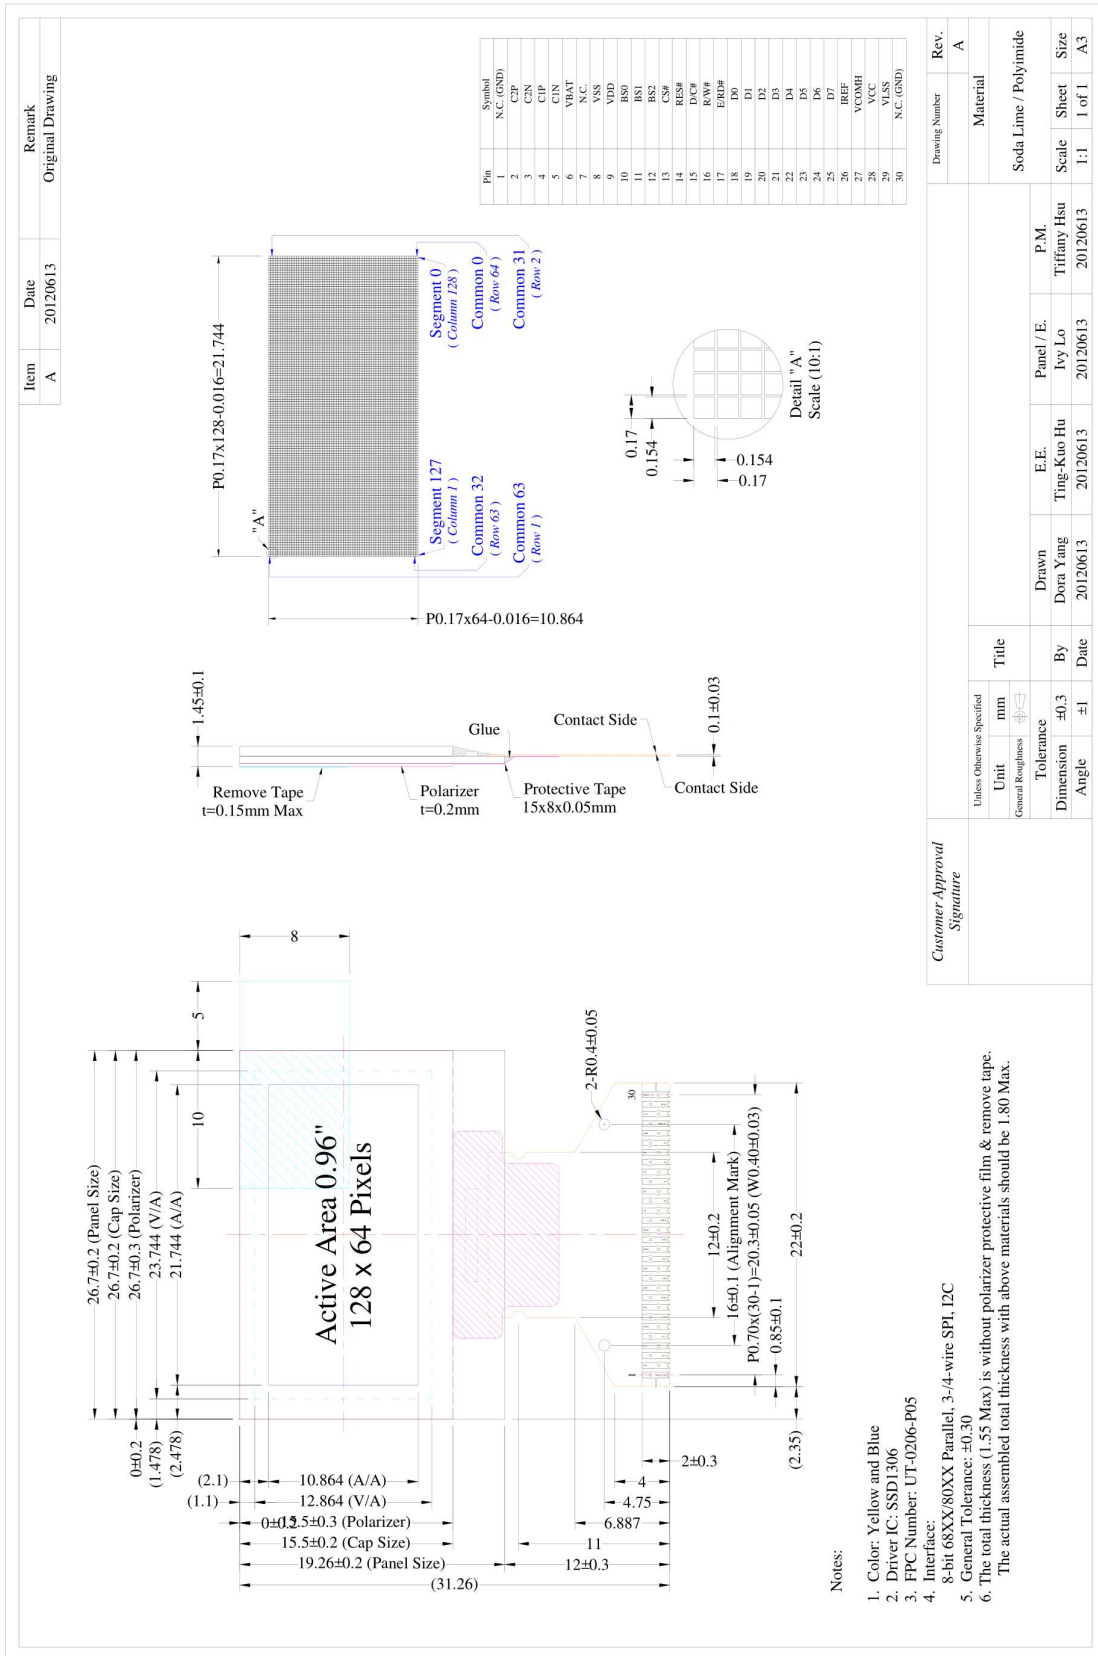 Item Date Remark
A 20120613 Original Drawing
26.7±0.2 (Panel Size)
26.7±0.2 (Cap Size)
26.7±0.3 (Polarizer)
23.744 (V/A)
21.744 (A/A)
0±0.2
(1.478)
(2.478)
10
5
8
Active Area 0.96"
128 x 64 Pixels
(2.1)
10.864 (A/A)
(1.1)
12.864 (V/A)
0±0.2
15.5±0.3 (Polarizer)
15.5±0.2 (Cap Size)
19.26±0.2 (Panel Size)
12±0.3
(31.26)
2±0.3
4
4.75
6.887
11
1
30
2-R0.4±0.05
12±0.2
16±0.1 (Alignment Mark)
P0.70x(30-1)=20.3±0.05 (W0.40±0.03)
0.85±0.1
22±0.2
(2.35)
1.45±0.1
Remove Tape
t=0.15mm Max
Polarizer
t=0.2mm
Glue
Protective Tape
15x8x0.05mm
Contact Side
Contact Side
0.1±0.03
P0.17x128-0.016=21.744
"A"
P0.17x64-0.016=10.864
Segment 127
( Column 1 )
Common 32
( Row 63 )
Common 63
( Row 1 )
Segment 0
( Column 128 )
Common 0
( Row 64 )
Common 31
( Row 2 )
0.17
0.154
0.154
0.17
Detail "A"
Scale (10:1)
Pin Symbol
1 N.C. (GND)
2 C2P
3 C2N
4 C1P
5 C1N
6 VBAT
7 N.C.
8 VSS
9 VDD
10 BS0
11 BS1
12 BS2
13 CS#
14 RES#
15 D/C#
16 R/W#
17 E/RD#
18 D0
19 D1
20 D2
21 D3
22 D4
23 D5
24 D6
25 D7
26 IREF
27 VCOMH
28 VCC
29 VLSS
30 N.C. (GND)
Notes:
1. Color: Yellow and Blue
2. Driver IC: SSD1306
3. FPC Number: UT-0206-P05
4. Interface:
8-bit 68XX/80XX Parallel, 3-/4-wire SPI, I2C
5. General Tolerance: ±0.30
6. The total thickness (1.55 Max) is without polarizer protective film & remove tape.
The actual assembled total thickness with above materials should be 1.80 Max.
Customer Approval
Signature
Unless Otherwise Specified
Unit mm
General Roughness
Tolerance
Dimension ±0.3
Angle ±1
Title
Drawing Number Rev.
A
Material
Soda Lime / Polyimide
Drawn E.E. Panel / E. P.M.
By Dora Yang Ting-Kuo Hu Ivy Lo Tiffany Hsu
Date 20120613 20120613 20120613 20120613
Scale Sheet Size
1:1 1 of 1 A3